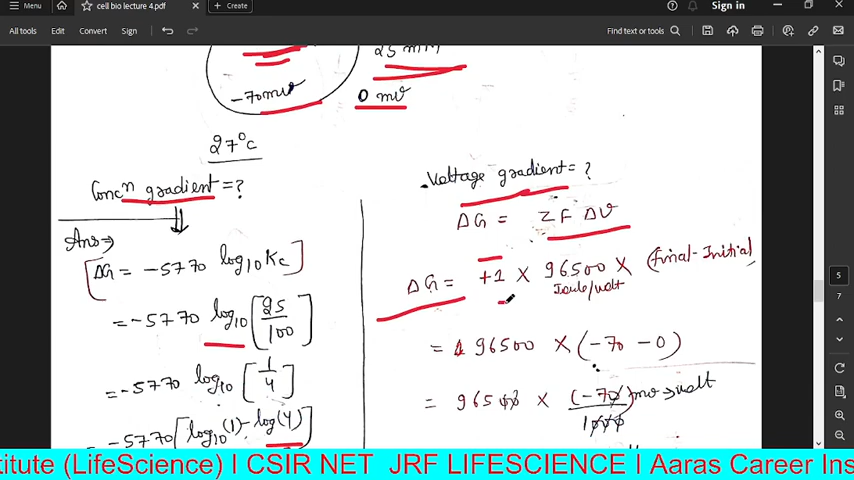 Menu
cell bio lecture 4.pdf
Create
Sign in
All tools Edit Convert Sign
Find text or tools
25 mM
-70mv 0 mv
27°C
Concn gradient = ?
Ans⇒
[ΔG = -5770 log10 Kc]
= -5770 log10 [25/100]
= -5770 log10 [1/4]
= -5770 [log10(1) - log(4)]
Voltage gradient = ?
ΔG = ZFΔV
ΔG = +1 × 96500 × (Final-Initial)
Joule/volt
= 96500 × (-70 - 0)
= 96500 × (-70)/1000 mv → volt
5
7
titute (LifeScience) I CSIR NET JRF LIFESCIENCE I Aaras Career Ins